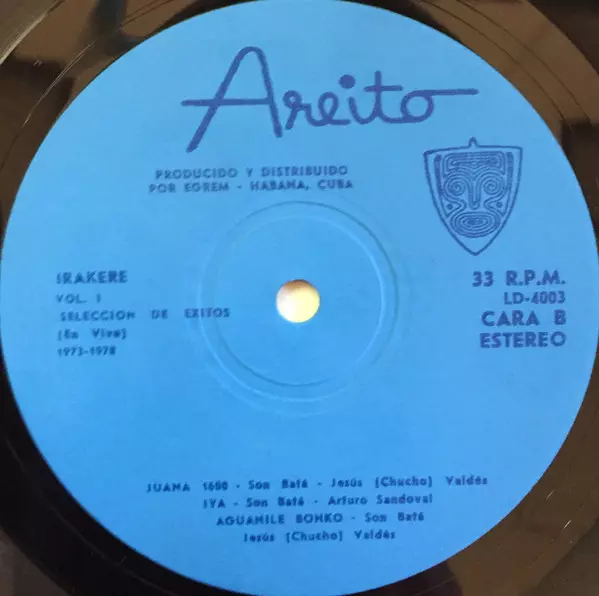 Areito
PRODUCIDO Y DISTRIBUIDO
POR EGREM - HABANA, CUBA
IRAKERE
VOL. I
SELECCION DE EXITOS
(En Vivo)
1973-1978
33 R.P.M.
LD-4003
CARA B
ESTEREO
JUANA 1600 - Son Batá - Jesús (Chucho) Valdés
IYA - Son Batá - Arturo Sandoval
AGUANILE BONKO - Son Batá
Jesús (Chucho) Valdés